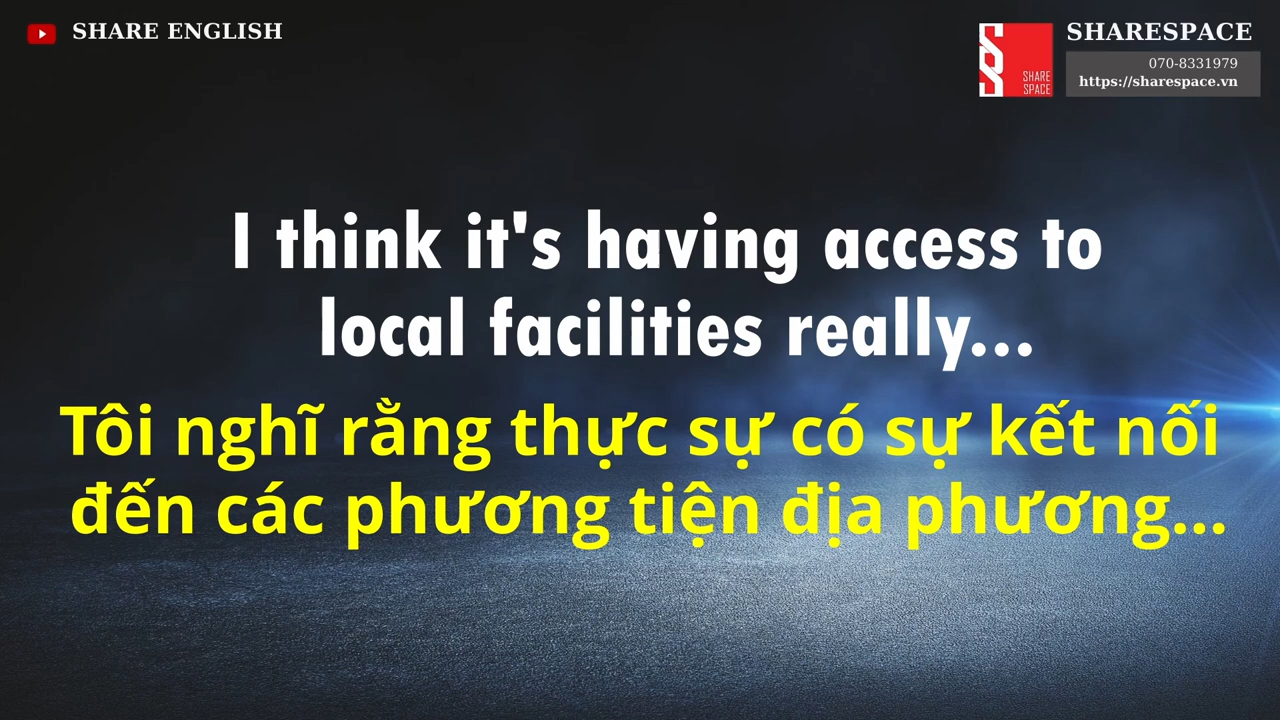 SHARE ENGLISH
SHARESPACE
070-8331979
https://sharespace.vn
SHARE
SPACE
I think it's having access to
local facilities really...
Tôi nghĩ rằng thực sự có sự kết nối
đến các phương tiện địa phương...